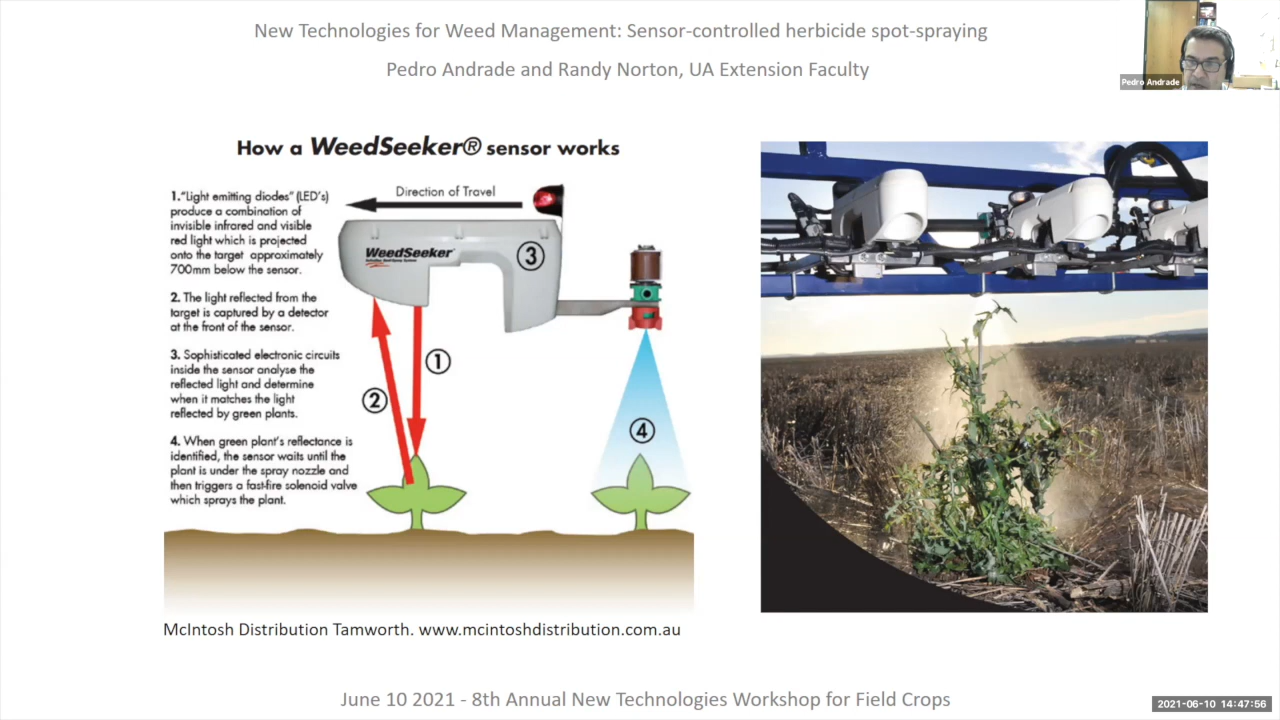 New Technologies for Weed Management: Sensor-controlled herbicide spot-spraying
Pedro Andrade and Randy Norton, UA Extension Faculty
Pedro Andrade
How a WeedSeeker® sensor works
1."Light emitting diodes" (LED's)
produce a combination of
invisible infrared and visible
red light which is projected
onto the target approximately
700mm below the sensor.
2. The light reflected from the
target is captured by a detector
at the front of the sensor.
3. Sophisticated electronic circuits
inside the sensor analyse the
reflected light and determine
when it matches the light
reflected by green plants.
4. When green plant's reflectance is
identified, the sensor waits until the
plant is under the spray nozzle and
then triggers a fast-fire solenoid valve
which sprays the plant.
Direction of Travel
WeedSeeker
3
1
2
4
McIntosh Distribution Tamworth. www.mcintoshdistribution.com.au
June 10 2021 - 8th Annual New Technologies Workshop for Field Crops
2021-06-10 14:47:56